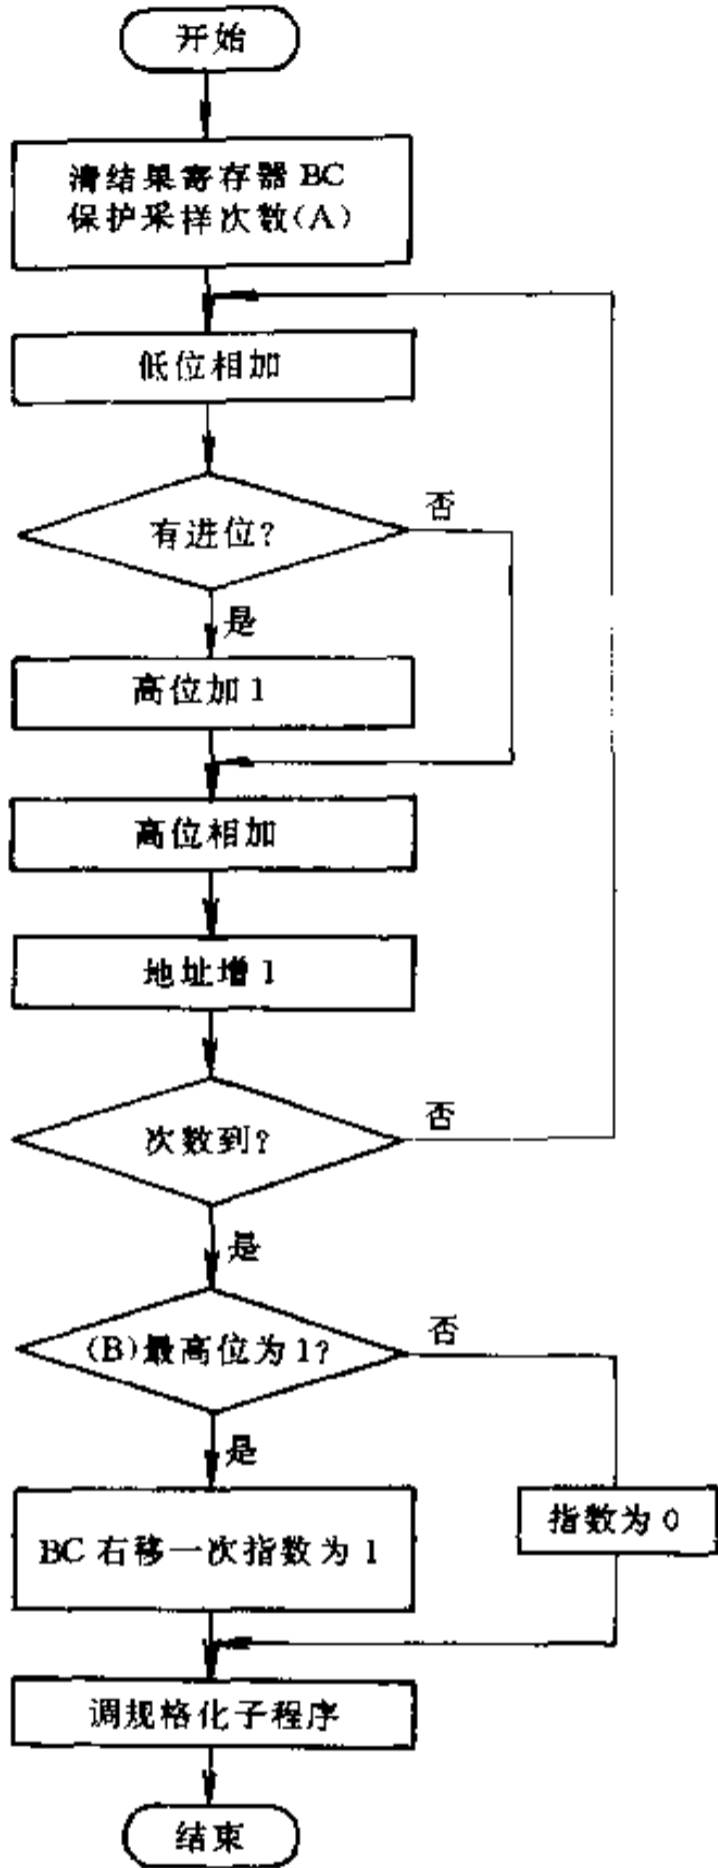 开始
清结果寄存器 BC
保护采样次数(A)
低位相加
有进位?
否
是
高位加 1
高位相加
地址增 1
次数到?
否
是
(B)最高位为 1?
否
是
BC 右移一次指数为 1
指数为 0
调规格化子程序
结束